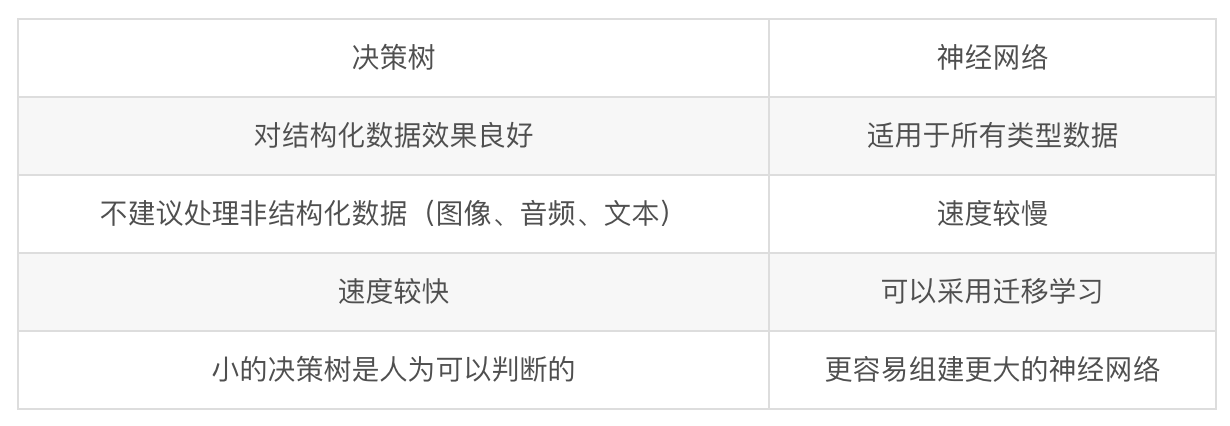 决策树 神经网络
对结构化数据效果良好 适用于所有类型数据
不建议处理非结构化数据（图像、音频、文本） 速度较慢
速度较快 可以采用迁移学习
小的决策树是人为可以判断的 更容易组建更大的神经网络